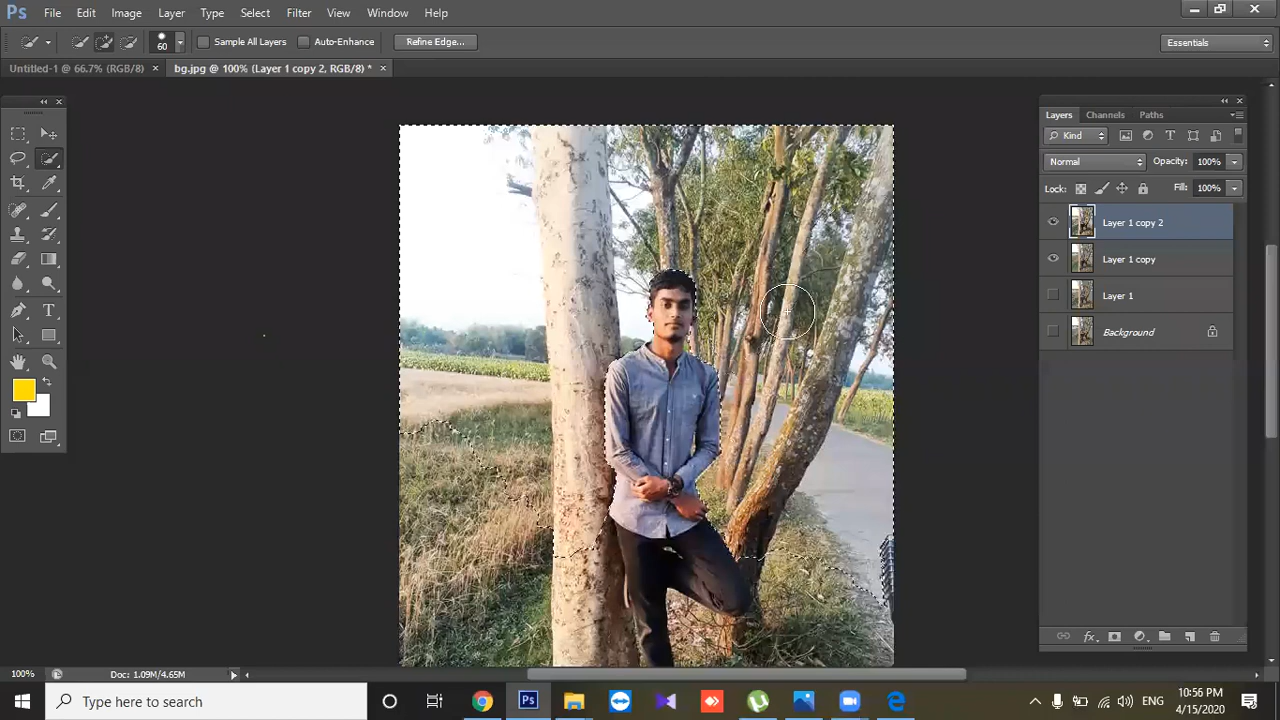 Ps File Edit Image Layer Type Select Filter View Window Help
60 Sample All Layers Auto-Enhance Refine Edge... Essentials
Untitled-1 @ 66.7% (RGB/8) × bg.jpg @ 100% (Layer 1 copy 2, RGB/8) * ×
Layers Channels Paths
Kind
Normal Opacity: 100%
Lock: Fill: 100%
Layer 1 copy 2
Layer 1 copy
Layer 1
Background
100% Doc: 1.09M/4.65M
Type here to search
Ps
ENG
10:56 PM
4/15/2020